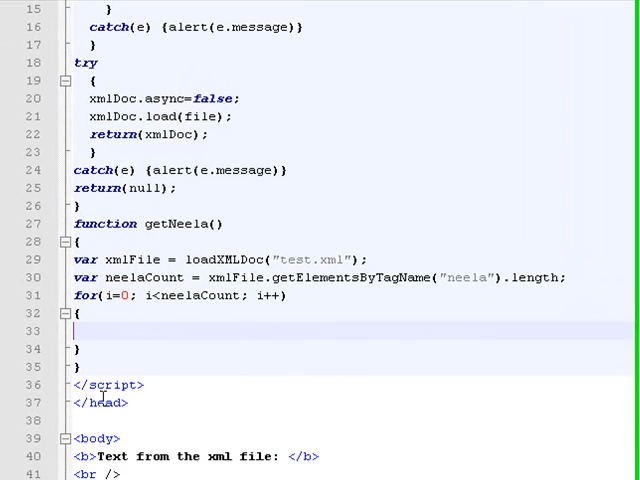 15 }
16 catch(e) {alert(e.message)}
17 }
18 try
19 {
20 xmlDoc.async=false;
21 xmlDoc.load(file);
22 return(xmlDoc);
23 }
24 catch(e) {alert(e.message)}
25 return(null);
26 }
27 function getNeela()
28 {
29 var xmlFile = loadXMLDoc("test.xml");
30 var neelaCount = xmlFile.getElementsByTagName("neela").length;
31 for(i=0; i<neelaCount; i++)
32 {
33
34 }
35 }
36 </script>
37 </head>
38
39 <body>
40 <b>Text from the xml file: </b>
41 <br />